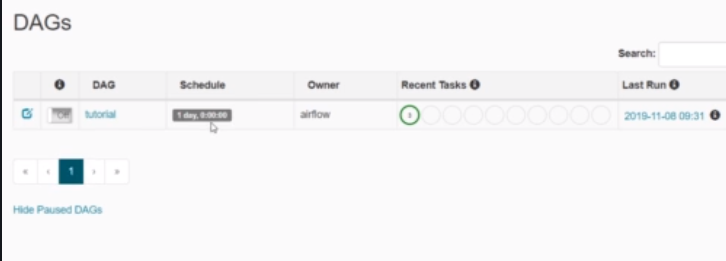 DAGs
Search:
DAG Schedule Owner Recent Tasks Last Run
Off tutorial 1 day, 0:00:00 airflow 3 2019-11-08 09:31
« ‹ 1 › »
Hide Paused DAGs